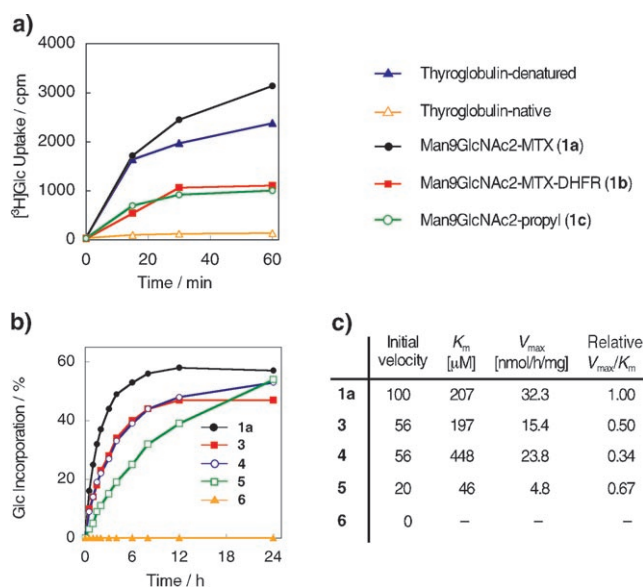 a)
4000
3000
2000
1000
0
[³H]Glc Uptake / cpm
0 20 40 60
Time / min
Thyroglobulin-denatured
Thyroglobulin-native
Man9GlcNAc2-MTX (1a)
Man9GlcNAc2-MTX-DHFR (1b)
Man9GlcNAc2-propyl (1c)
b)
60
40
20
0
Glc Incorporation / %
1a
3
4
5
6
0 6 12 18 24
Time / h
c)
Initial velocity Km [μM] Vmax [nmol/h/mg] Relative Vmax/Km
1a 100 207 32.3 1.00
3 56 197 15.4 0.50
4 56 448 23.8 0.34
5 20 46 4.8 0.67
6 0 – – –